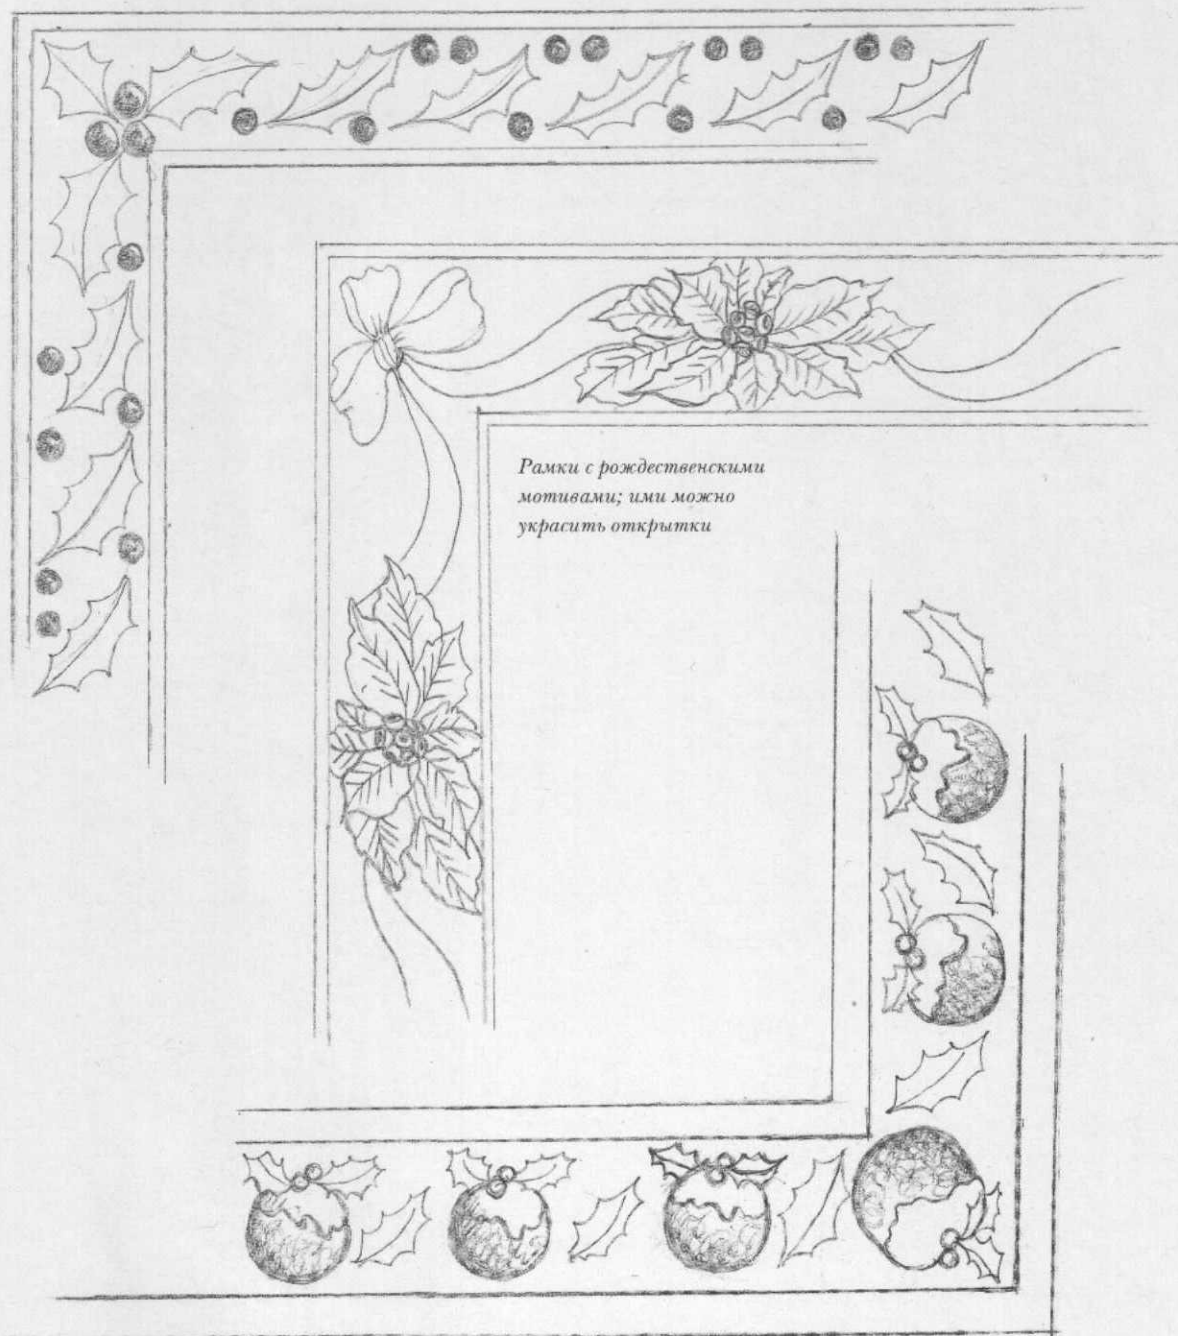 Рамки с рождественскими
мотивами; ими можно
украсить открытки